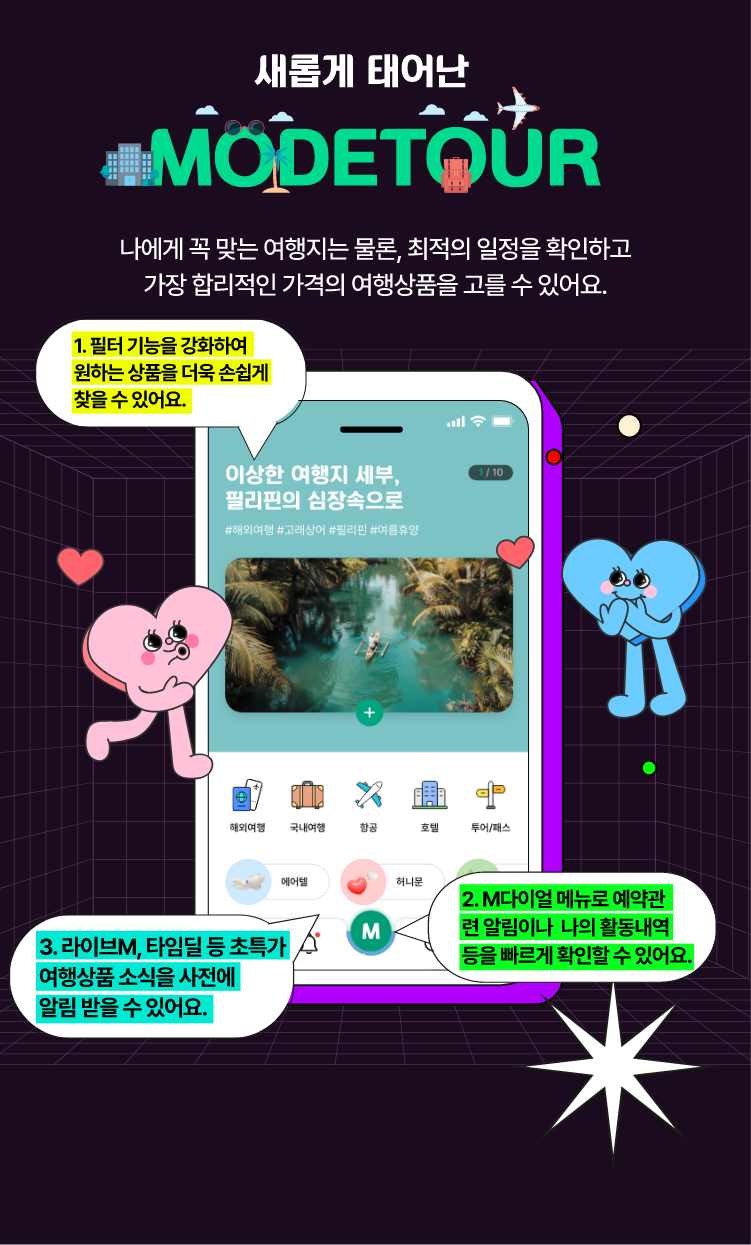 새롭게 태어난
MODETOUR
나에게 꼭 맞는 여행지는 물론, 최적의 일정을 확인하고
가장 합리적인 가격의 여행상품을 고를 수 있어요.
1. 필터 기능을 강화하여
원하는 상품을 더욱 손쉽게
찾을 수 있어요.
이상한 여행지 세부,
필리핀의 심장속으로
1 / 10
#해외여행 #고래상어 #필리핀 #여름휴양
해외여행
국내여행
항공
호텔
투어/패스
에어텔
허니문
2. M다이얼 메뉴로 예약관
련 알림이나 나의 활동내역
등을 빠르게 확인할 수 있어요.
M
3. 라이브M, 타임딜 등 초특가
여행상품 소식을 사전에
알림 받을 수 있어요.